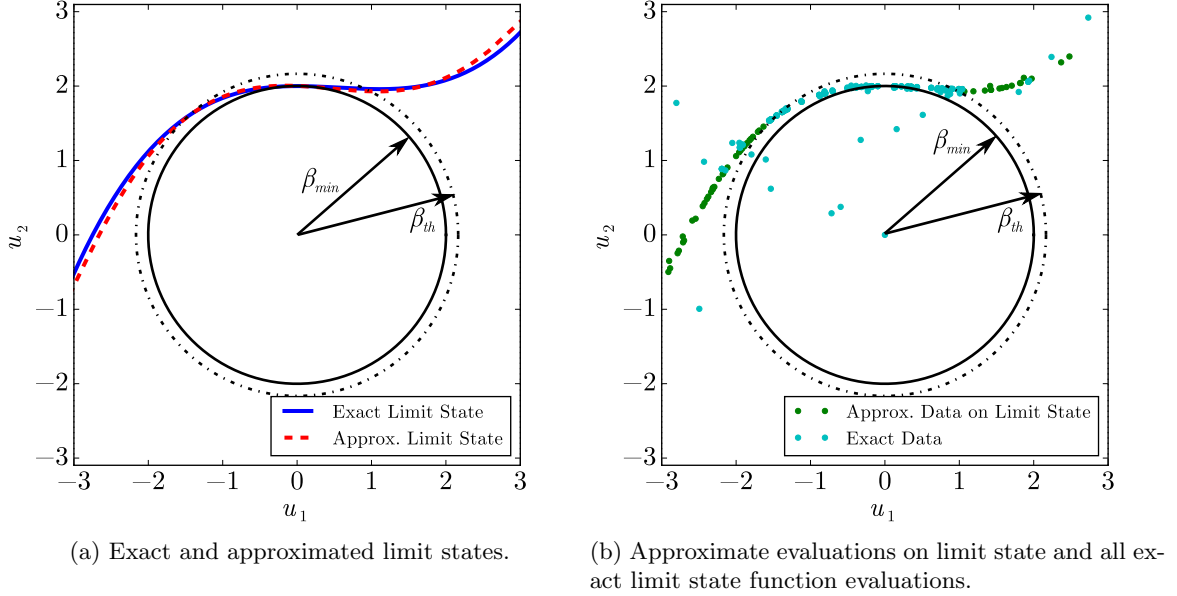 3
2
1
0
−1
−2
−3
−3 −2 −1 0 1 2 3
u₂
u₁
β_min
β_th
Exact Limit State
Approx. Limit State
3
2
1
0
−1
−2
−3
−3 −2 −1 0 1 2 3
u₂
u₁
β_min
β_th
Approx. Data on Limit State
Exact Data
(a) Exact and approximated limit states.
(b) Approximate evaluations on limit state and all ex-
act limit state function evaluations.